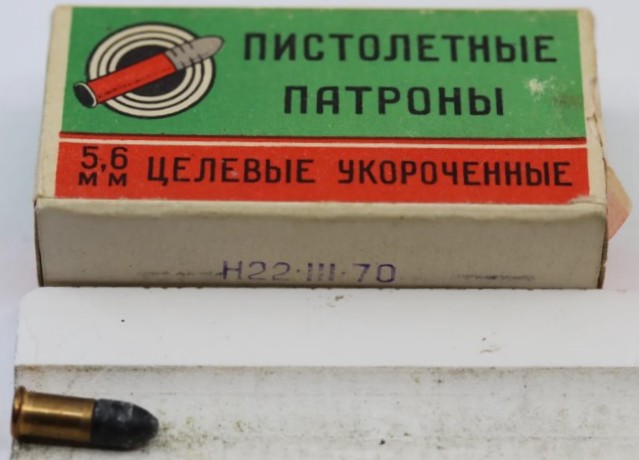 ПИСТОЛЕТНЫЕ
ПАТРОНЫ
5,6 мм ЦЕЛЕВЫЕ УКОРОЧЕННЫЕ
Н22·III·70